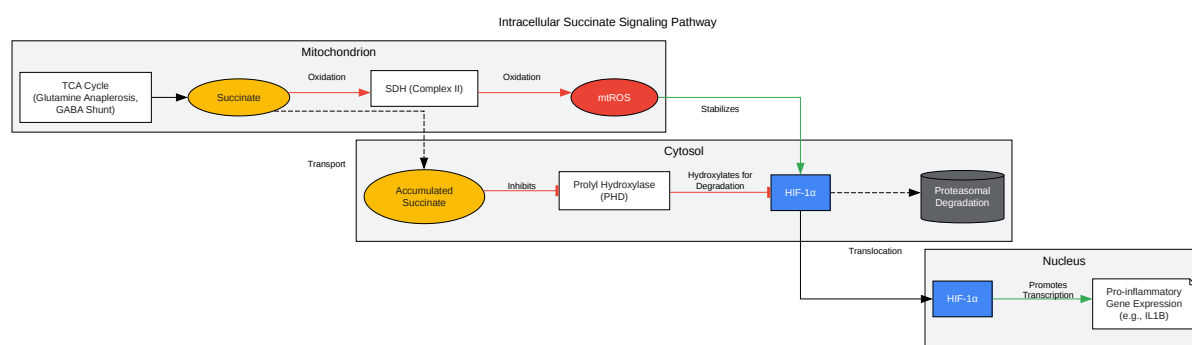 Intracellular Succinate Signaling Pathway
Mitochondrion
TCA Cycle
(Glutamine Anaplerosis,
GABA Shunt)
Succinate
Oxidation
SDH (Complex II)
Oxidation
mtROS
Stabilizes
Transport
Cytosol
Accumulated
Succinate
Inhibits
Prolyl Hydroxylase
(PHD)
Hydroxylates for
Degradation
HIF-1α
Proteasomal
Degradation
Translocation
Nucleus
HIF-1α
Promotes
Transcription
Pro-inflammatory
Gene Expression
(e.g., IL1B)